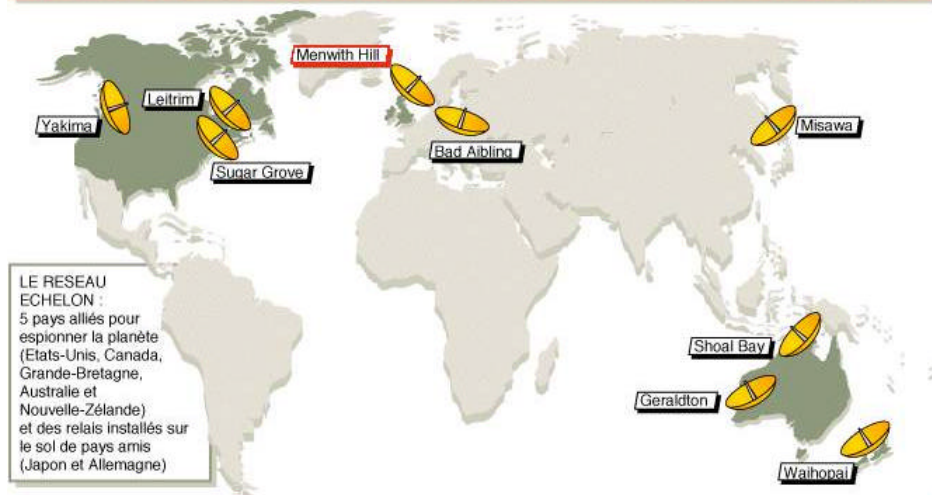 Menwith Hill
Leitrim
Yakima
Misawa
Bad Aibling
Sugar Grove
LE RESEAU
ECHELON :
5 pays alliés pour
espionner la planète
(Etats-Unis, Canada,
Grande-Bretagne,
Australie et
Nouvelle-Zélande)
et des relais installés sur
le sol de pays amis
(Japon et Allemagne)
Shoal Bay
Geraldton
Waihopai